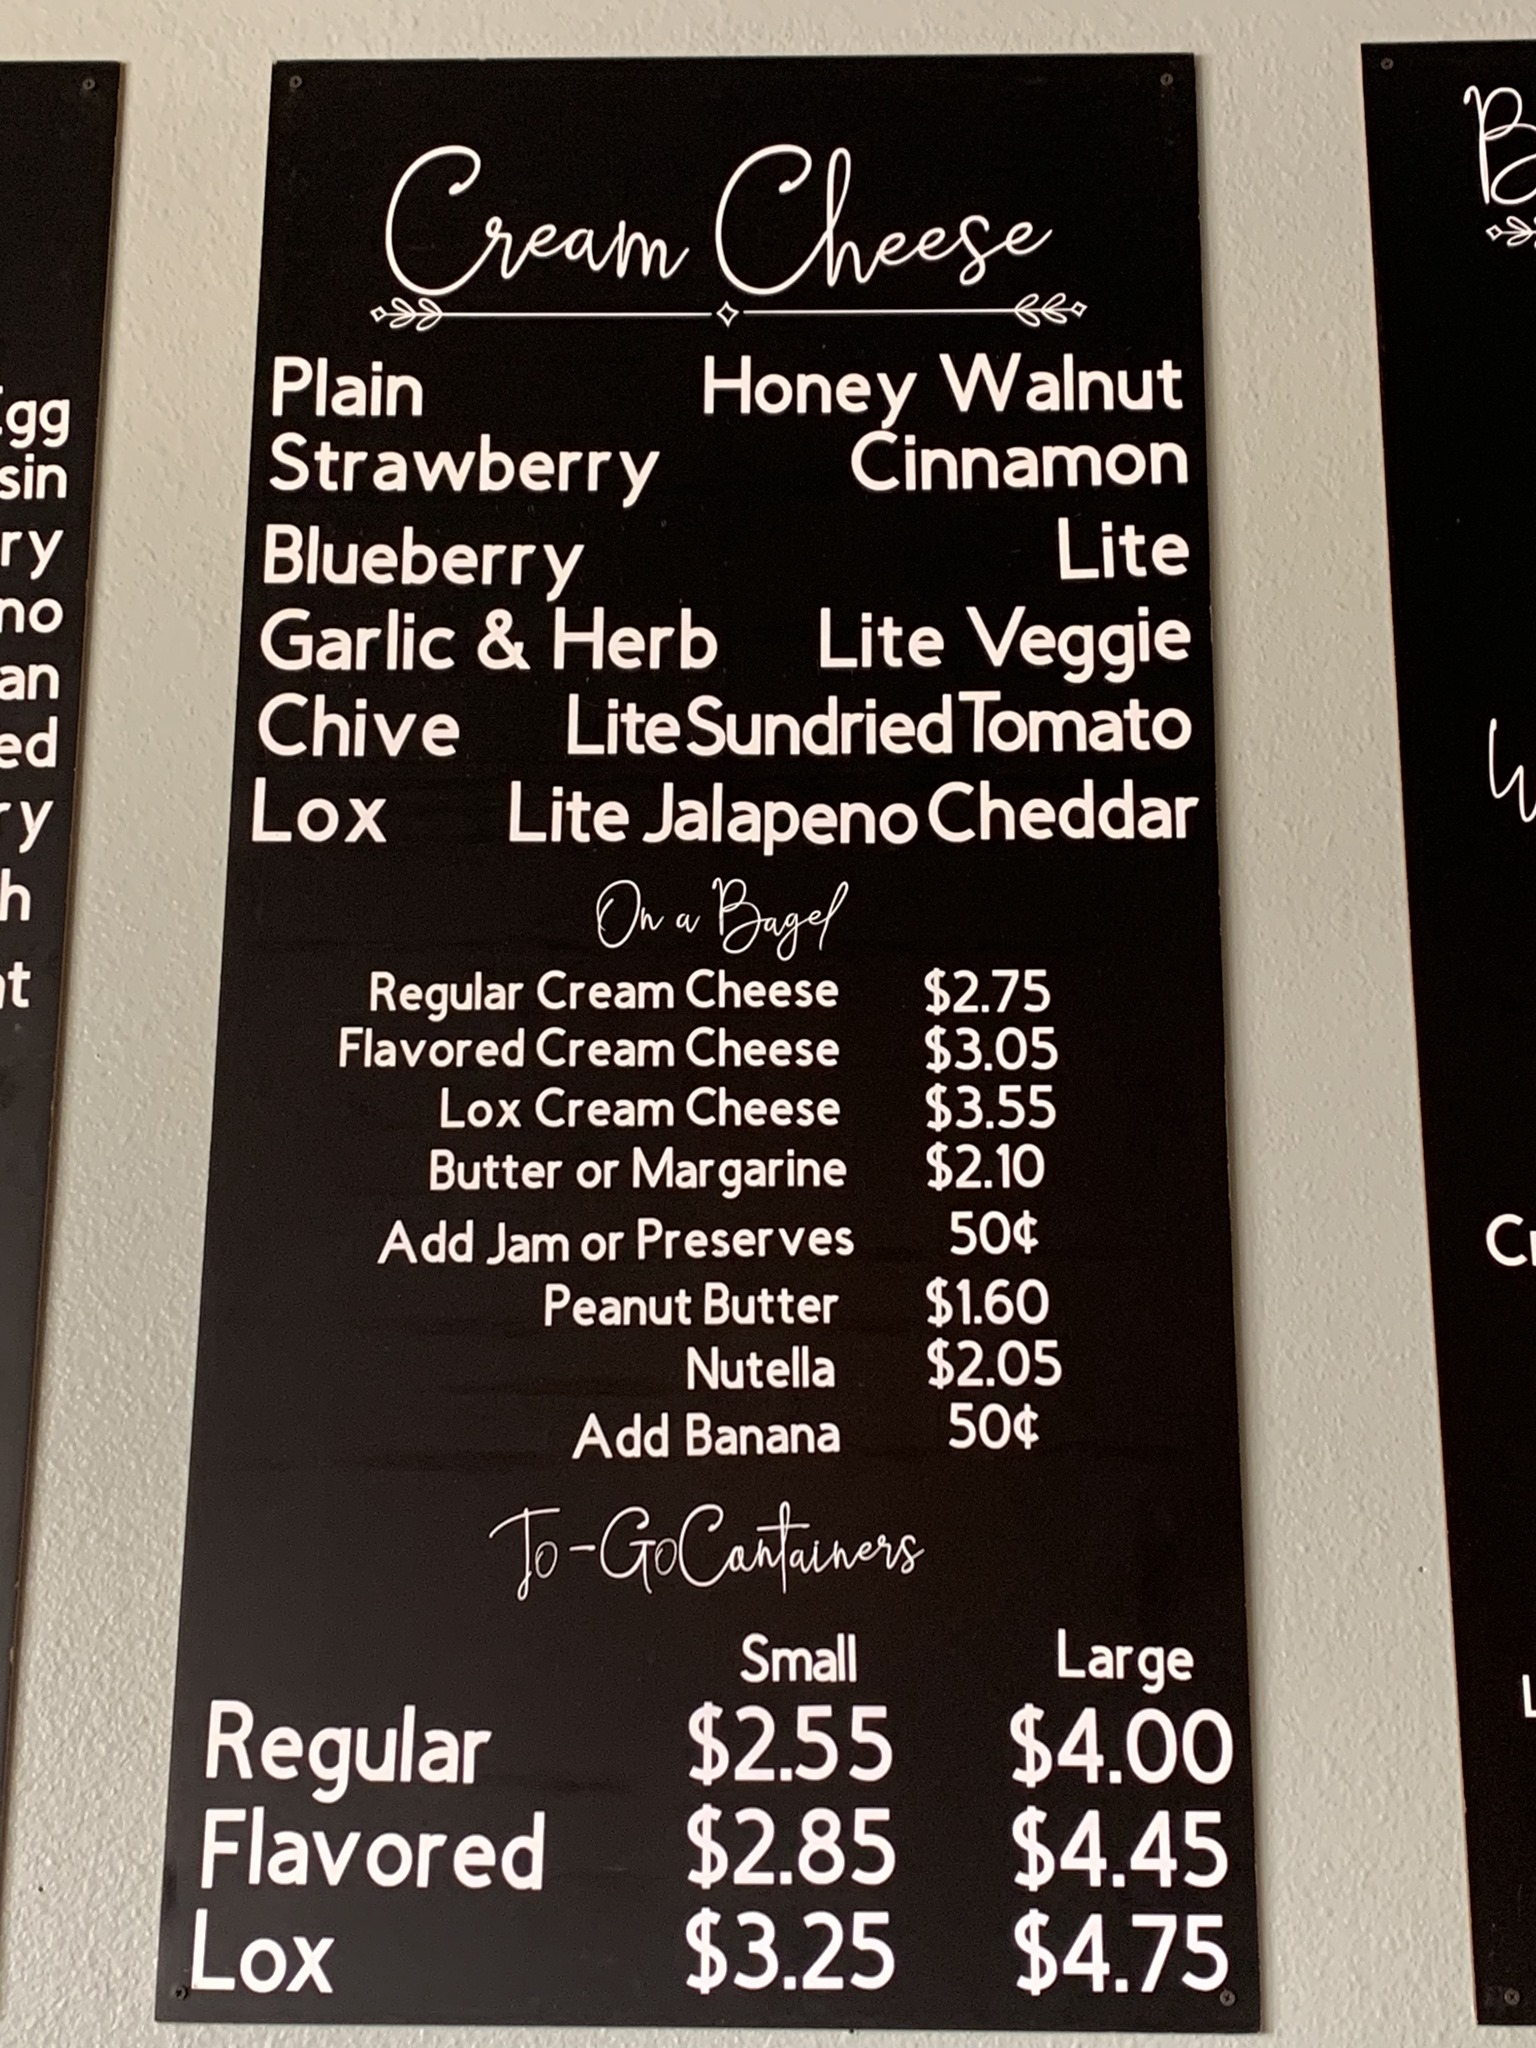 Cream Cheese
Plain Honey Walnut
Strawberry Cinnamon
Blueberry Lite
Garlic & Herb Lite Veggie
Chive Lite Sundried Tomato
Lox Lite Jalapeno Cheddar
On a Bagel
Regular Cream Cheese $2.75
Flavored Cream Cheese $3.05
Lox Cream Cheese $3.55
Butter or Margarine $2.10
Add Jam or Preserves 50¢
Peanut Butter $1.60
Nutella $2.05
Add Banana 50¢
To-Go Containers
Small Large
Regular $2.55 $4.00
Flavored $2.85 $4.45
Lox $3.25 $4.75